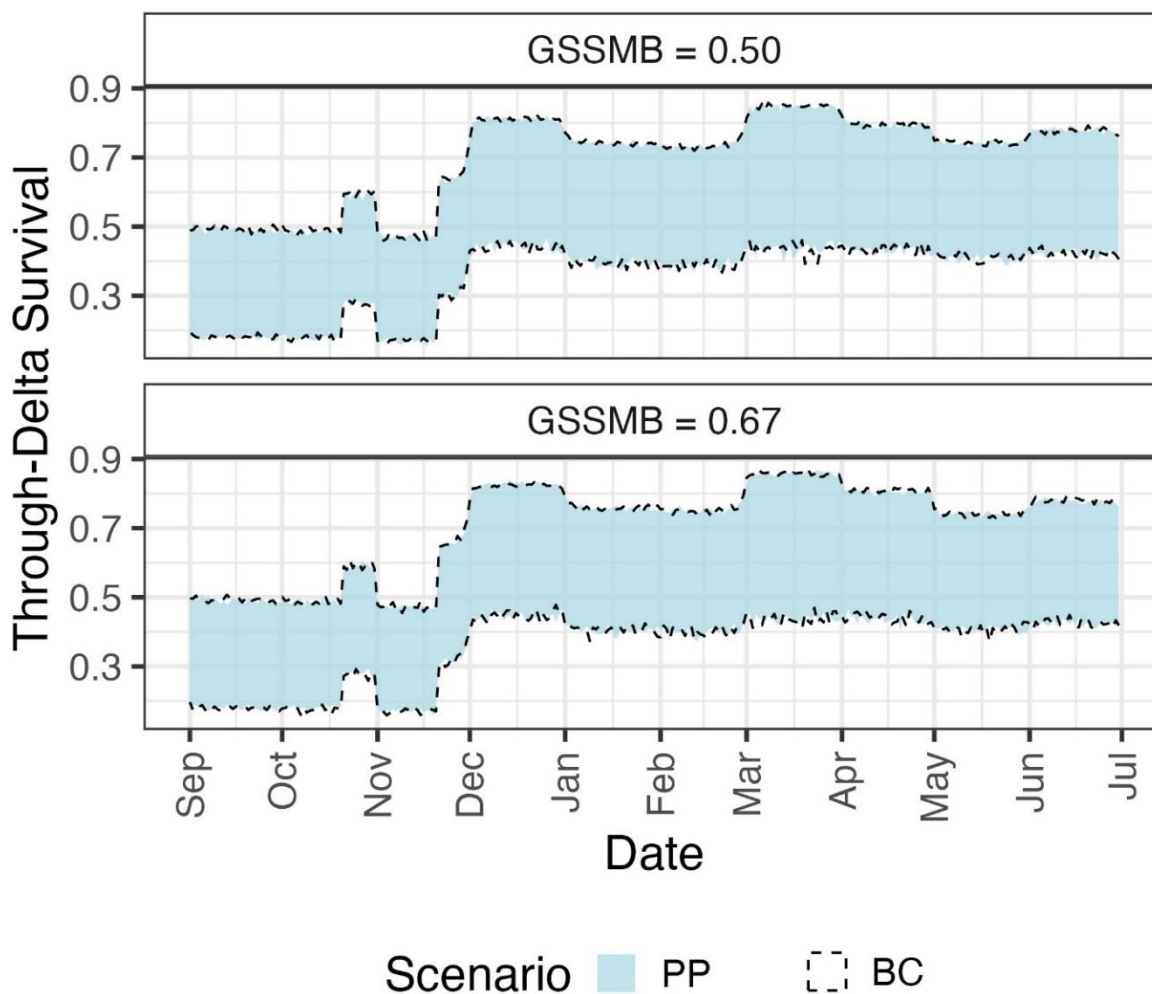 GSSMB = 0.50
0.9
0.7
0.5
0.3
GSSMB = 0.67
0.9
0.7
0.5
0.3
Through-Delta Survival
Sep Oct Nov Dec Jan Feb Mar Apr May Jun Jul
Date
Scenario PP BC